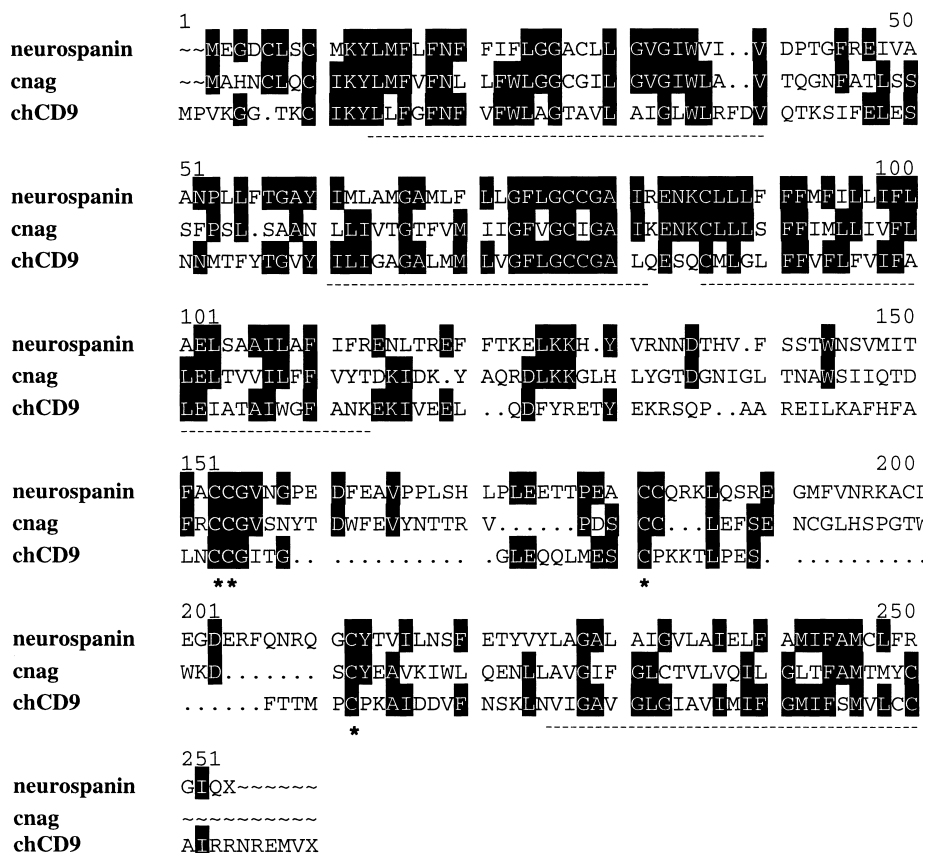 1 50
neurospanin ~~MEGDCLSC MKYLMFLFNF FIFLGGACLL GVGIWVI..V DPTGFREIVA
cnag ~~MAHNCLQC IKYLMFVFNL LFWLGGCGIL GVGIWLA..V TQGNFATLSS
chCD9 MPVKGG.TKC IKYLLFGFNF VFWLAGTAVL AIGLWLRFDV QTKSIFELES
51 100
neurospanin ANPLLFTGAY IMLAMGAMLF LLGFLGCCGA IRENKCLLLF FFMFILLIFL
cnag SFPSL.SAAN LLIVTGTFVM IIGFVGCIGA IKENKCLLLS FFIMLLIVFL
chCD9 NNMTFYTGVY ILIGAGALMM LVGFLGCCGA LQESQCMLGL FFVFLFVIFA
101 150
neurospanin AELSAAILAF IFRENLTREF FTKELKKH.Y VRNNDTHV.F SSTWNSVMIT
cnag LELTVVILFF VYTDKIDK.Y AQRDLKKGLH LYGTDGNIGL TNAWSIIQTD
chCD9 LEIATAIWGF ANKEKIVEEL ..QDFYRETY EKRSQP..AA REILKAFHFA
151 200
neurospanin FACCGVNGPE DFEAVPPLSH LPLEETTPEA CCQRKLQSRE GMFVNRKACI
cnag FRCCGVSNYT DWFEVYNTTR V.....PDS CC...LEFSE NCGLHSPGTW
chCD9 LNCCGITG.. .......... ...GLEQQLMES CPKKTLPES. ..........
** *
201 250
neurospanin EGDERFQNRQ GCYTVILNSF ETYVYLAGAL AIGVLAIELF AMIFAMCLFR
cnag WKD....... SCYEAVKIWL QENLLAVGIF GLCTVLVQIL GLTFAMTMYC
chCD9 ......FTTM PCPKAIDDVF NSKLNVIGAV GLGIAVIMIF GMIFSMVLCC
*
251
neurospanin GIQX~~~~~~
cnag ~~~~~~~~~~
chCD9 AIRRNREMVX